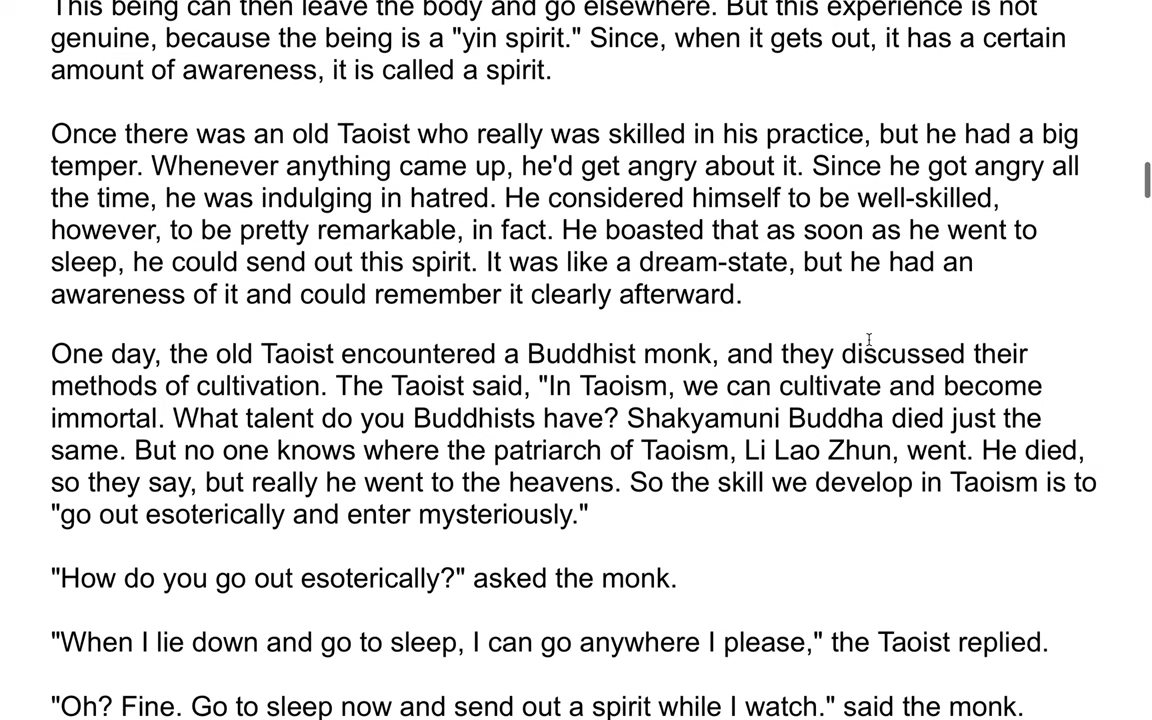 This being can then leave the body and go elsewhere. But this experience is not
genuine, because the being is a "yin spirit." Since, when it gets out, it has a certain
amount of awareness, it is called a spirit.
Once there was an old Taoist who really was skilled in his practice, but he had a big
temper. Whenever anything came up, he'd get angry about it. Since he got angry all
the time, he was indulging in hatred. He considered himself to be well-skilled,
however, to be pretty remarkable, in fact. He boasted that as soon as he went to
sleep, he could send out this spirit. It was like a dream-state, but he had an
awareness of it and could remember it clearly afterward.
One day, the old Taoist encountered a Buddhist monk, and they discussed their
methods of cultivation. The Taoist said, "In Taoism, we can cultivate and become
immortal. What talent do you Buddhists have? Shakyamuni Buddha died just the
same. But no one knows where the patriarch of Taoism, Li Lao Zhun, went. He died,
so they say, but really he went to the heavens. So the skill we develop in Taoism is to
"go out esoterically and enter mysteriously."
"How do you go out esoterically?" asked the monk.
"When I lie down and go to sleep, I can go anywhere I please," the Taoist replied.
"Oh? Fine. Go to sleep now and send out a spirit while I watch." said the monk.